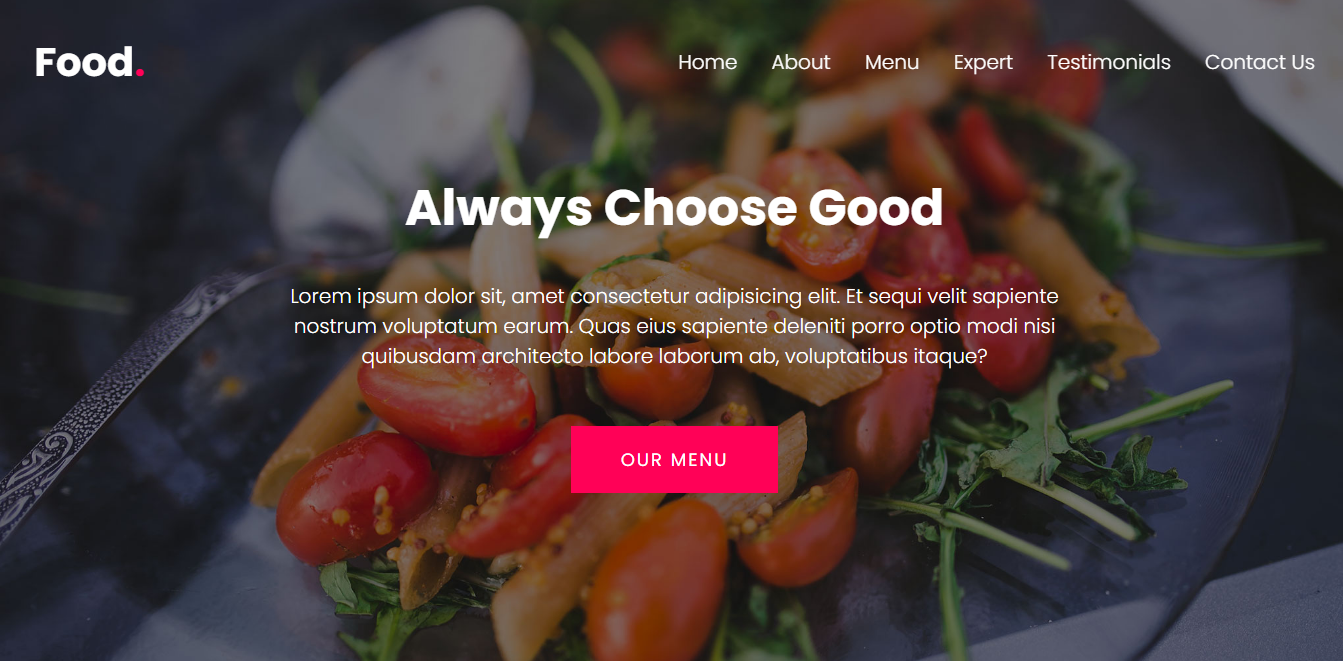 Food.
Home About Menu Expert Testimonials Contact Us
Always Choose Good
Lorem ipsum dolor sit, amet consectetur adipisicing elit. Et sequi velit sapiente
nostrum voluptatum earum. Quas eius sapiente deleniti porro optio modi nisi
quibusdam architecto labore laborum ab, voluptatibus itaque?
OUR MENU